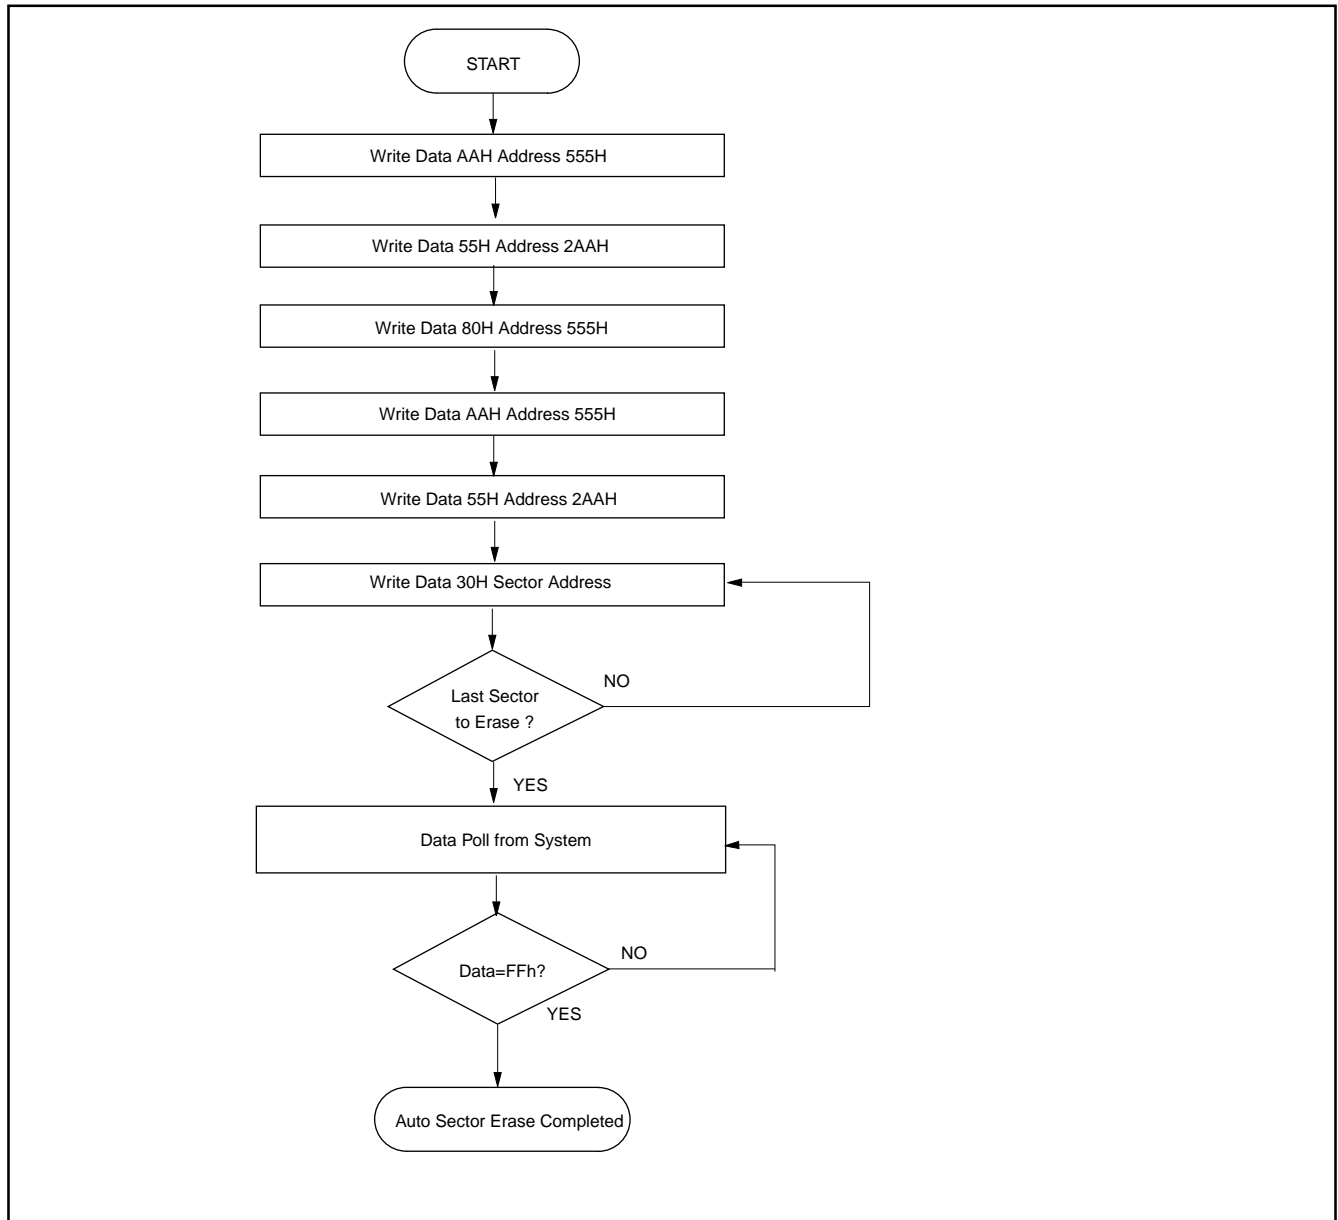 START
Write Data AAH Address 555H
Write Data 55H Address 2AAH
Write Data 80H Address 555H
Write Data AAH Address 555H
Write Data 55H Address 2AAH
Write Data 30H Sector Address
Last Sector
to Erase ?
NO
YES
Data Poll from System
Data=FFh?
NO
YES
Auto Sector Erase Completed